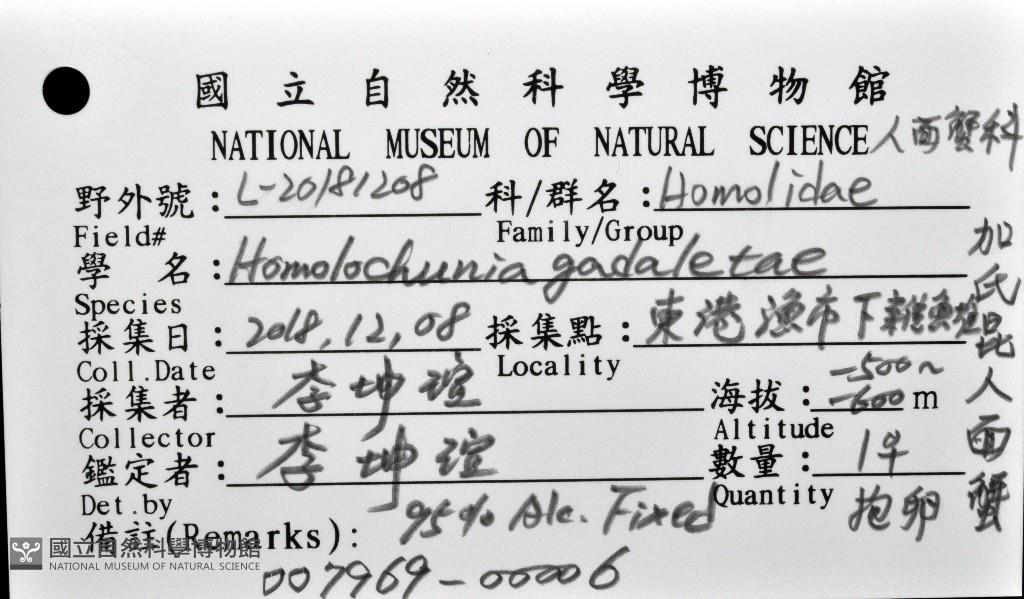 國立自然科學博物館
NATIONAL MUSEUM OF NATURAL SCIENCE 人面蟹科
野外號: L-20181208 科/群名: Homolidae
Field# Family/Group
學 名: Homolochunia gadaletae
Species
加氏昆人面蟹
採集日: 2018,12,08 採集點: 東港漁市下雜魚堆
Coll.Date Locality
採集者: 李坤瑄 海拔: -500~-600 m
Collector Altitude
鑑定者: 李坤瑄 數量: 1♀
Det.by Quantity 抱卵
備註(Remarks): 95% Alc. Fixed
007969-00006
國立自然科學博物館
NATIONAL MUSEUM OF NATURAL SCIENCE